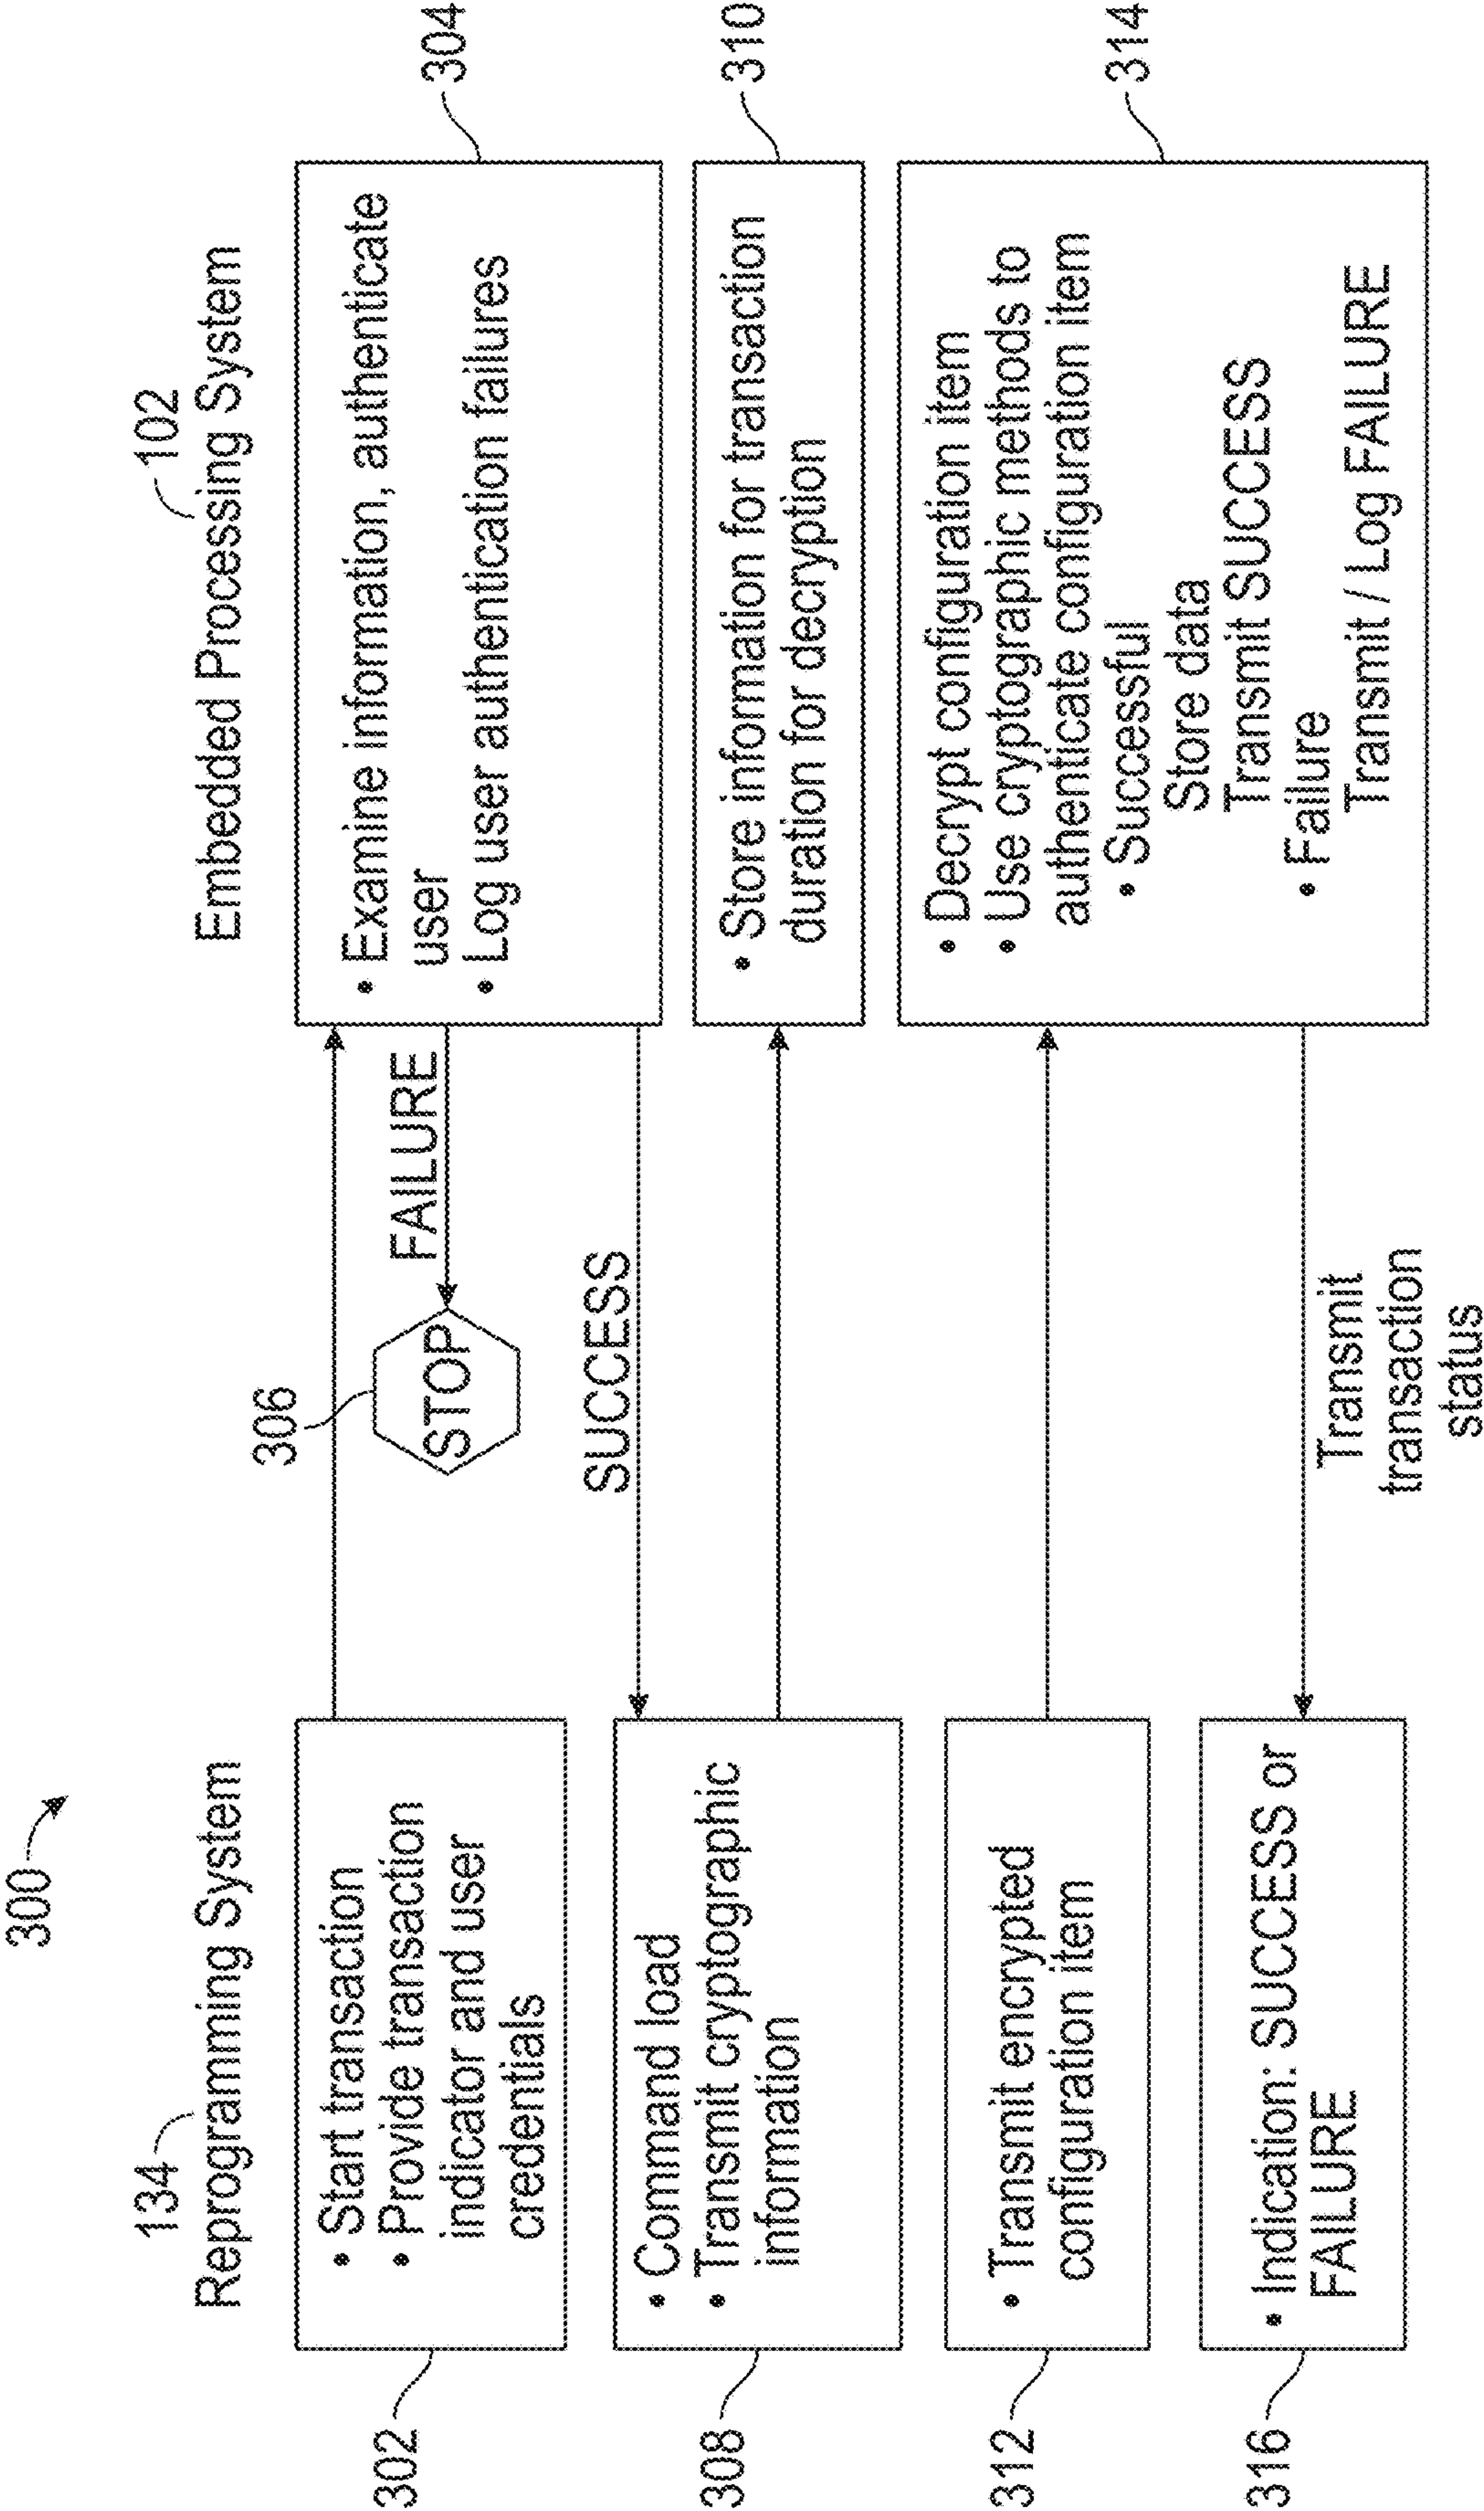 300
134
Reprogramming System
102
Embedded Processing System
302
• Start transaction
• Provide transaction
indicator and user
credentials
304
• Examine information, authenticate
user
• Log user authentication failures
FAILURE
306
STOP
SUCCESS
308
• Command load
• Transmit cryptographic
information
310
• Store information for transaction
duration for decryption
312
• Transmit encrypted
configuration item
314
• Decrypt configuration item
• Use cryptographic methods to
authenticate configuration item
• Successful
Store data
Transmit SUCCESS
• Failure
Transmit / Log FAILURE
Transmit
transaction
status
316
• Indication: SUCCESS or
FAILURE